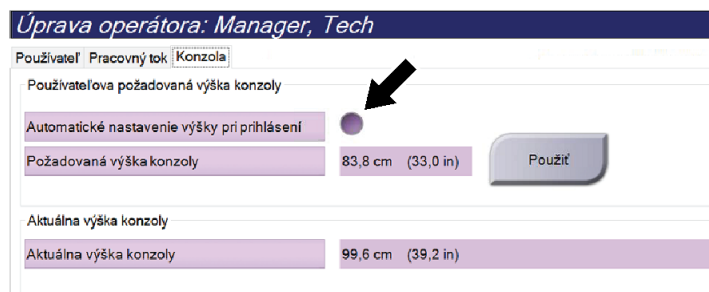 Úprava operátora: Manager, Tech
Používateľ Pracovný tok Konzola
Používateľova požadovaná výška konzoly
Automatické nastavenie výšky pri prihlásení
Požadovaná výška konzoly 83,8 cm (33,0 in) Použiť
Aktuálna výška konzoly
Aktuálna výška konzoly 99,6 cm (39,2 in)